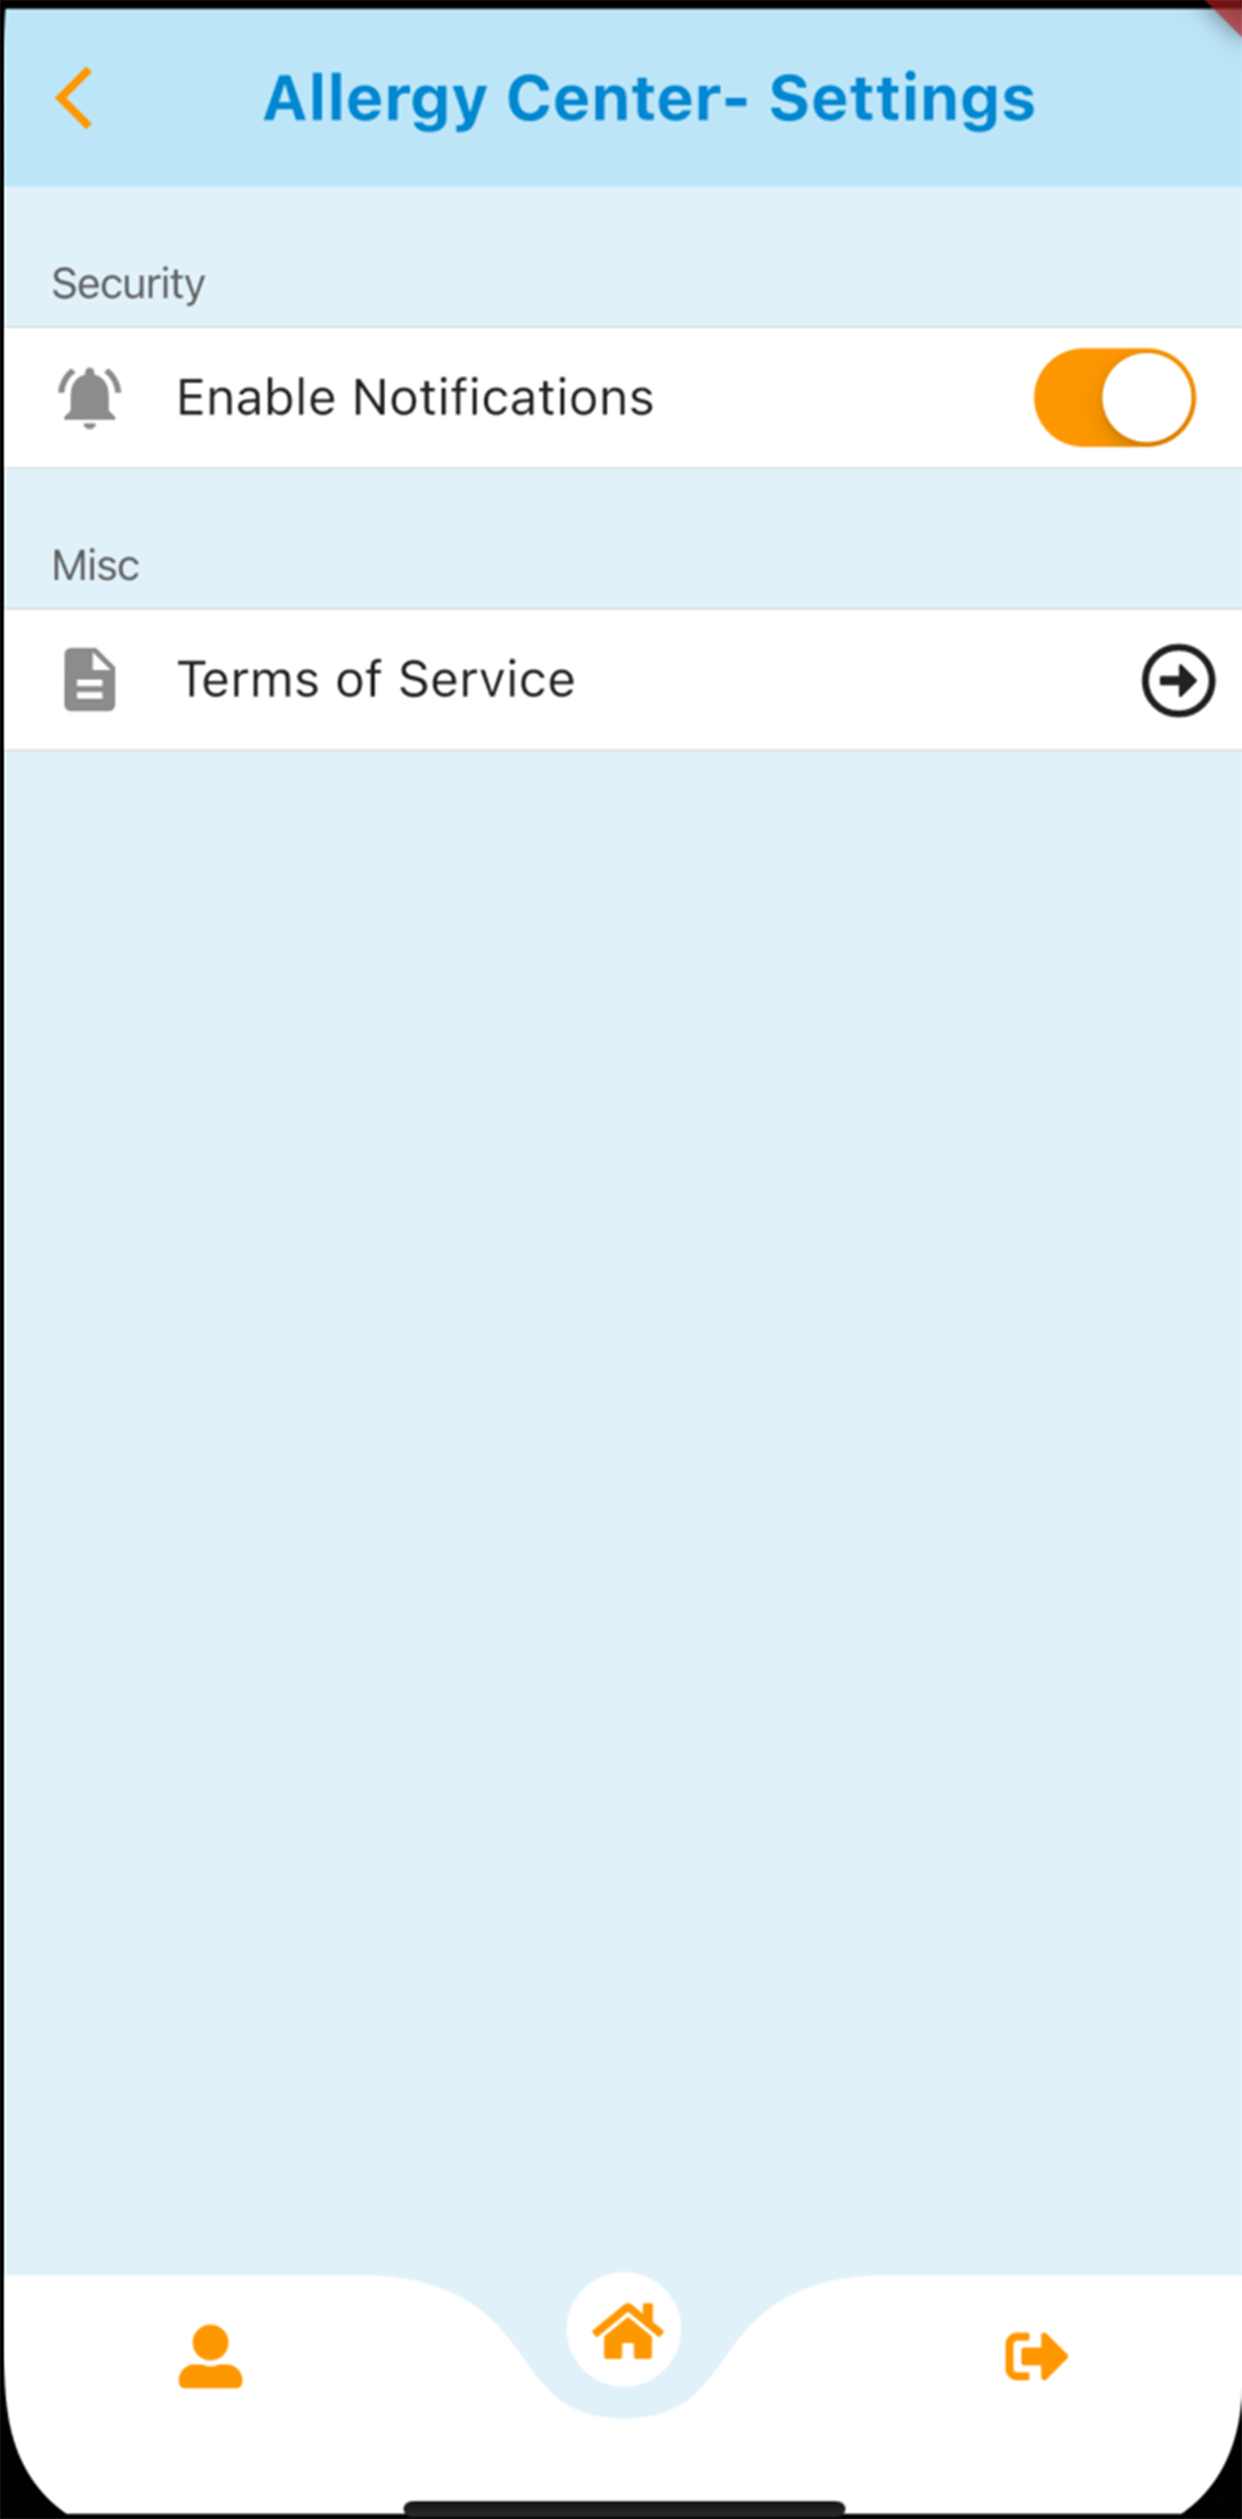 Allergy Center- Settings
Security
Enable Notifications
Misc
Terms of Service